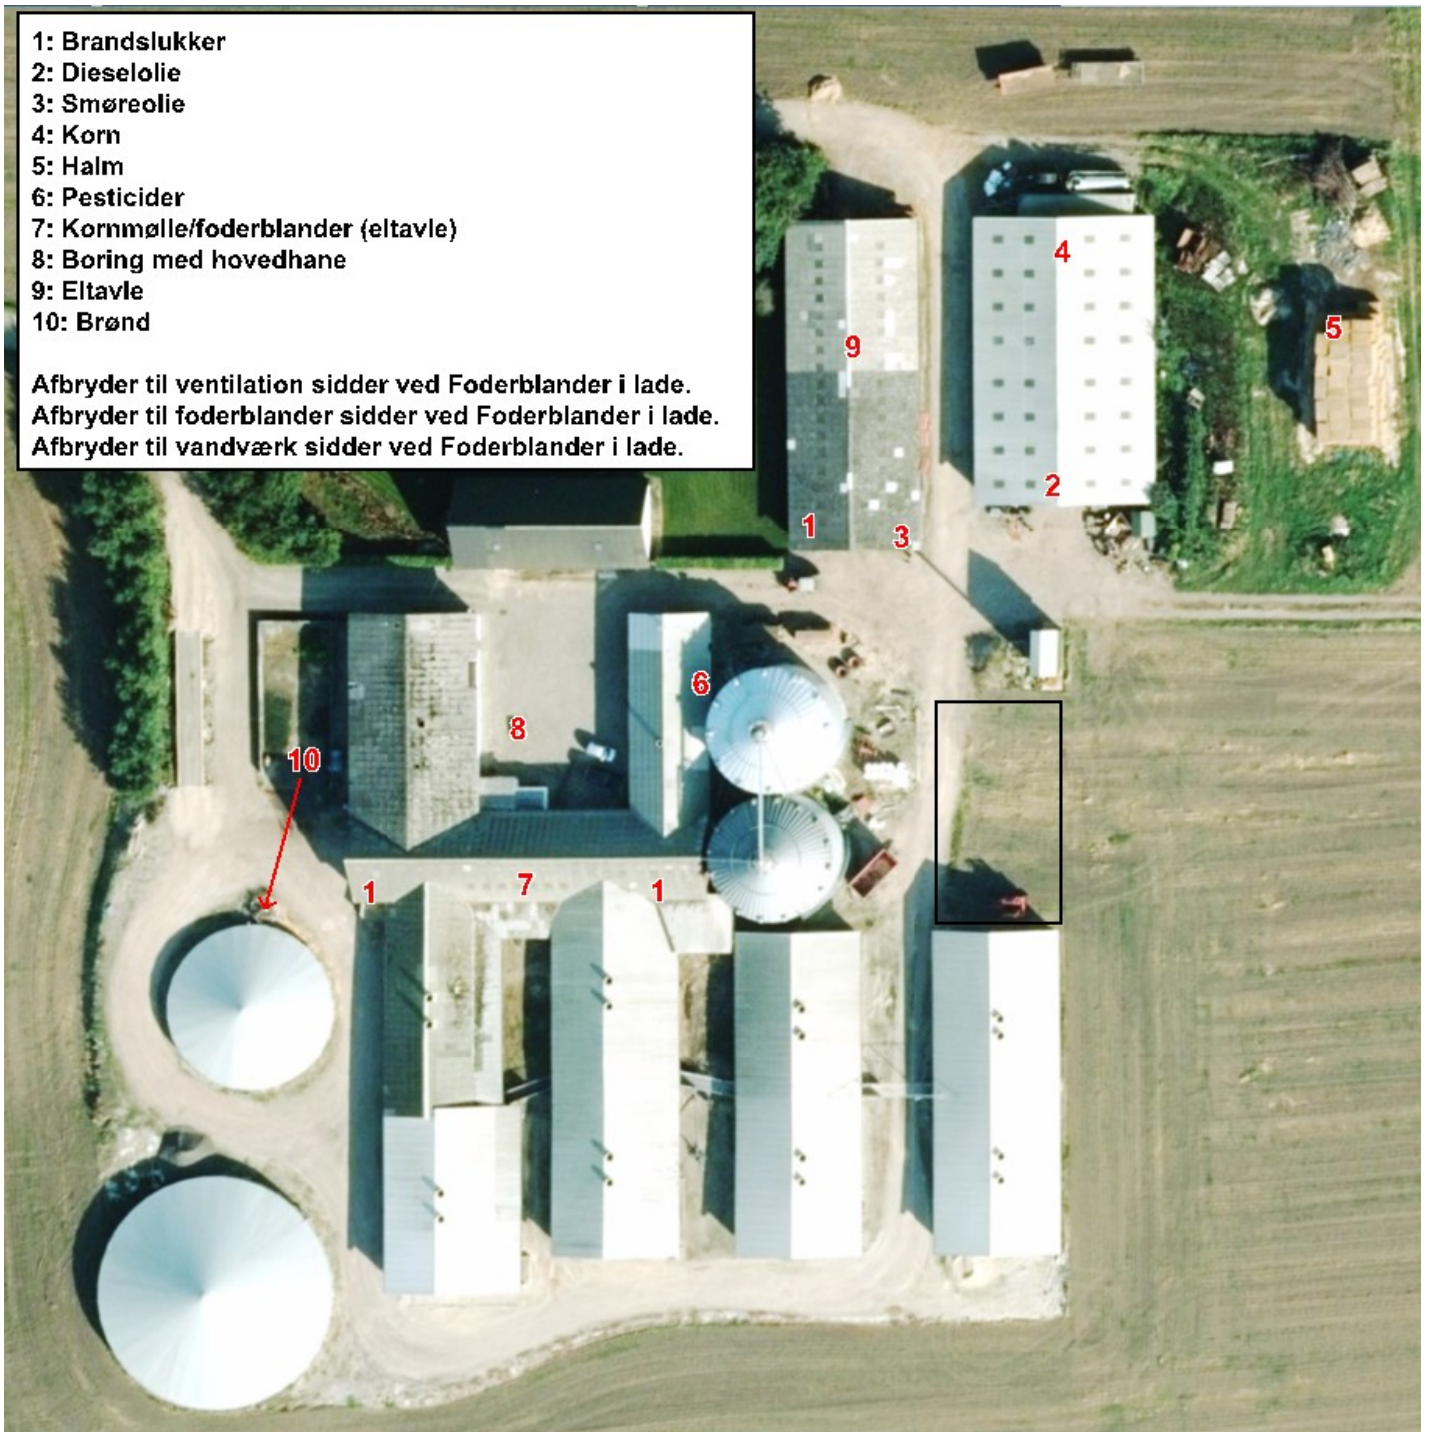 1: Brandslukker
2: Dieselolie
3: Smøreolie
4: Korn
5: Halm
6: Pesticider
7: Kornmølle/foderblander (eltavle)
8: Boring med hovedhane
9: Eltavle
10: Brønd
Afbryder til ventilation sidder ved Foderblander i lade.
Afbryder til foderblander sidder ved Foderblander i lade.
Afbryder til vandværk sidder ved Foderblander i lade.
4
5
9
2
1
3
6
8
10
1
7
1